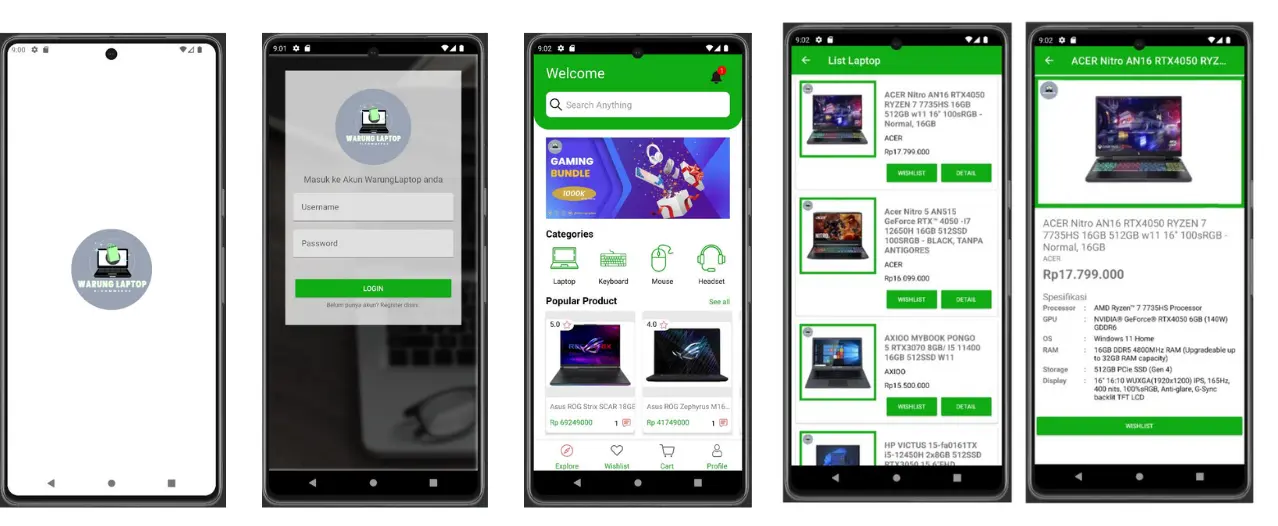 9:00
WARUNG LAPTOP
9:01
WARUNG LAPTOP
Masuk ke Akun WarungLaptop anda
Username
Password
LOGIN
Belum punya akun? Register disini
9:02
Welcome
1
Search Anything
GAMING
BUNDLE
1000K
Categories
Laptop
Keyboard
Mouse
Headset
Popular Product
See all
5.0
4.0
Asus ROG Strix SCAR 18GE
Asus ROG Zephyrus M16...
Rp 69249000
1
Rp 41749000
1
Explore
Wishlist
Cart
Profile
9:02
List Laptop
ACER Nitro AN16 RTX4050
RYZEN 7 7735HS 16GB
512GB w11 16" 100sRGB -
Normal, 16GB
ACER
Rp17.799.000
WISHLIST
DETAIL
Acer Nitro 5 AN515
GeForce RTX™ 4050 -I7
12650H 16GB 512SSD
100SRGB - BLACK, TANPA
ANTIGORES
ACER
Rp16.099.000
WISHLIST
DETAIL
AXIOO MYBOOK PONGO
5 RTX3070 8GB/ I5 11400
16GB 512SSD W11
AXIOO
Rp15.500.000
WISHLIST
DETAIL
HP VICTUS 15-fa0161TX
i5-12450H 2x8GB 512SSD
RTX3050 15.6"FHD
9:02
ACER Nitro AN16 RTX4050 RYZ...
ACER Nitro AN16 RTX4050 RYZEN 7
7735HS 16GB 512GB w11 16" 100sRGB -
Normal, 16GB
ACER
Rp17.799.000
Spesifikasi
Processor : AMD Ryzen™ 7 7735HS Processor
GPU : NVIDIA® GeForce® RTX4050 6GB (140W)
GDDR6
OS : Windows 11 Home
RAM : 16GB DDR5 4800MHz RAM (Upgradeable up
to 32GB RAM capacity)
Storage : 512GB PCIe SSD (Gen 4)
Display : 16" 16:10 WUXGA(1920x1200) IPS, 165Hz,
400 nits, 100%sRGB, Anti-glare, G-Sync
backlit TFT LCD
WISHLIST